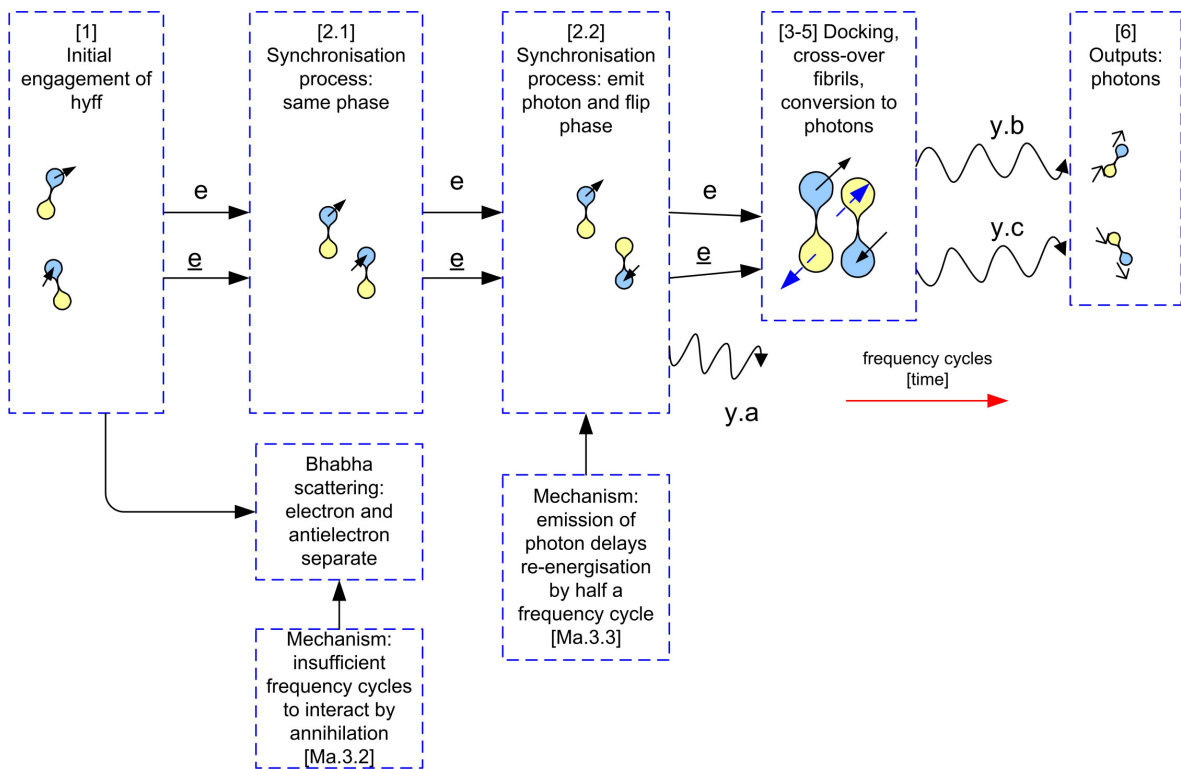 [1]
Initial
engagement of
hyff
[2.1]
Synchronisation
process:
same phase
[2.2]
Synchronisation
process: emit
photon and flip
phase
[3-5] Docking,
cross-over
fibrils,
conversion to
photons
[6]
Outputs:
photons
e
e
e
e
e
e
y.b
y.c
y.a
frequency cycles
[time]
Bhabha
scattering:
electron and
antielectron
separate
Mechanism:
emission of
photon delays
re-energisation
by half a
frequency cycle
[Ma.3.3]
Mechanism:
insufficient
frequency cycles
to interact by
annihilation
[Ma.3.2]